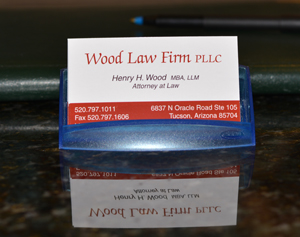 Wood Law Firm PLLC
Henry H. Wood MBA, LLM
Attorney at Law
520.797.1011 6837 N Oracle Road Ste 105
Fax 520.797.1606 Tucson, Arizona 85704